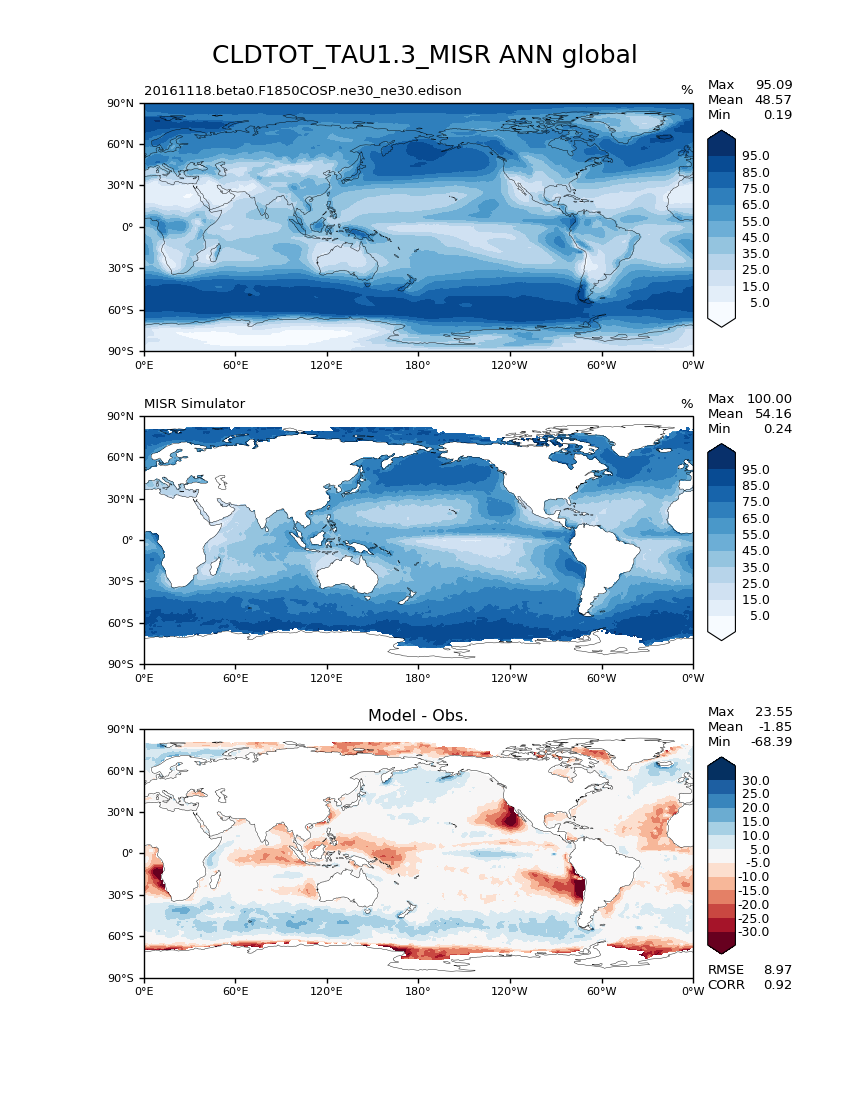 CLDTOT_TAU1.3_MISR ANN global
20161118.beta0.F1850COSP.ne30_ne30.edison %
Max 95.09
Mean 48.57
Min 0.19
90°N
60°N
30°N
0°
30°S
60°S
90°S
0°E 60°E 120°E 180° 120°W 60°W 0°W
95.0
85.0
75.0
65.0
55.0
45.0
35.0
25.0
15.0
5.0
MISR Simulator %
Max 100.00
Mean 54.16
Min 0.24
90°N
60°N
30°N
0°
30°S
60°S
90°S
0°E 60°E 120°E 180° 120°W 60°W 0°W
95.0
85.0
75.0
65.0
55.0
45.0
35.0
25.0
15.0
5.0
Model - Obs.
Max 23.55
Mean -1.85
Min -68.39
90°N
60°N
30°N
0°
30°S
60°S
90°S
0°E 60°E 120°E 180° 120°W 60°W 0°W
30.0
25.0
20.0
15.0
10.0
5.0
-5.0
-10.0
-15.0
-20.0
-25.0
-30.0
RMSE 8.97
CORR 0.92